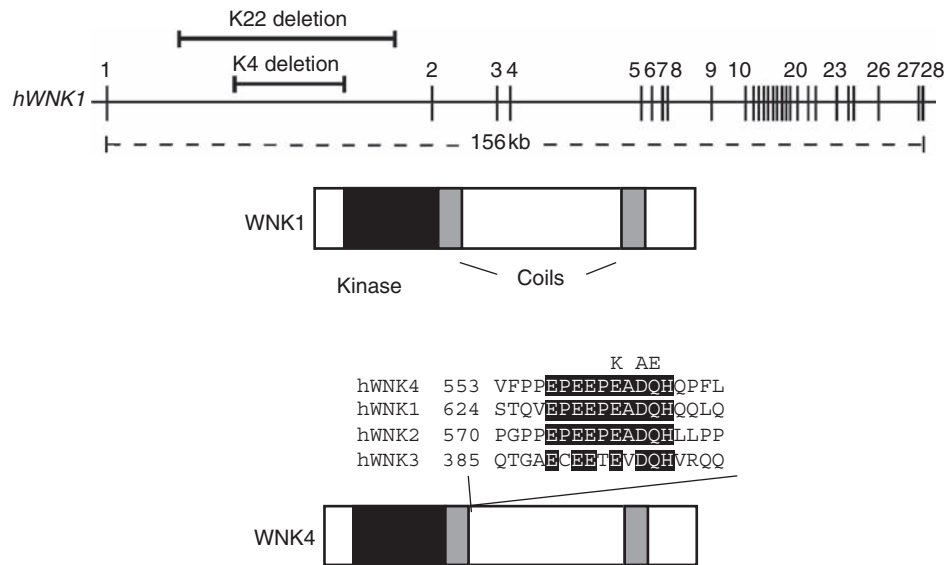 K22 deletion
K4 deletion
1 2 3 4 5 6 7 8 9 10 20 23 26 27 28
hWNK1
156 kb
WNK1
Kinase
Coils
K AE
hWNK4 553 VFPPEPEEPEADQHQPFL
hWNK1 624 STQVEPEEPEADQHQQLQ
hWNK2 570 PGPPEPEEPEADQHLLPP
hWNK3 385 QTGAECEETEVDQHVRQQ
WNK4